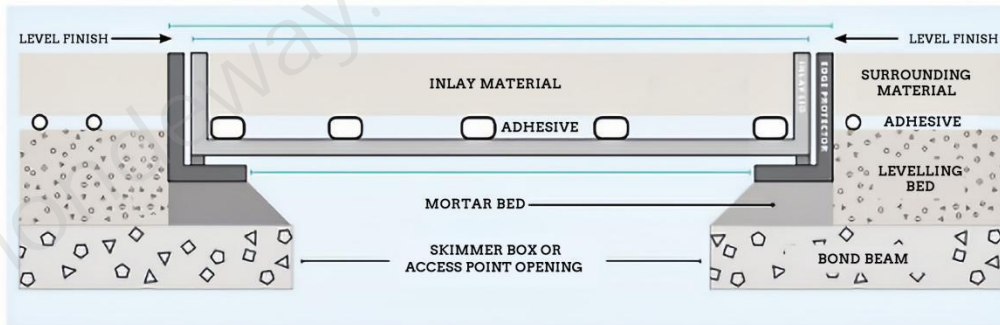 LEVEL FINISH
LEVEL FINISH
INLAY MATERIAL
INLAY LID
EDGE PROTECTOR
SURROUNDING
MATERIAL
ADHESIVE
ADHESIVE
LEVELLING
BED
MORTAR BED
SKIMMER BOX OR
ACCESS POINT OPENING
BOND BEAM